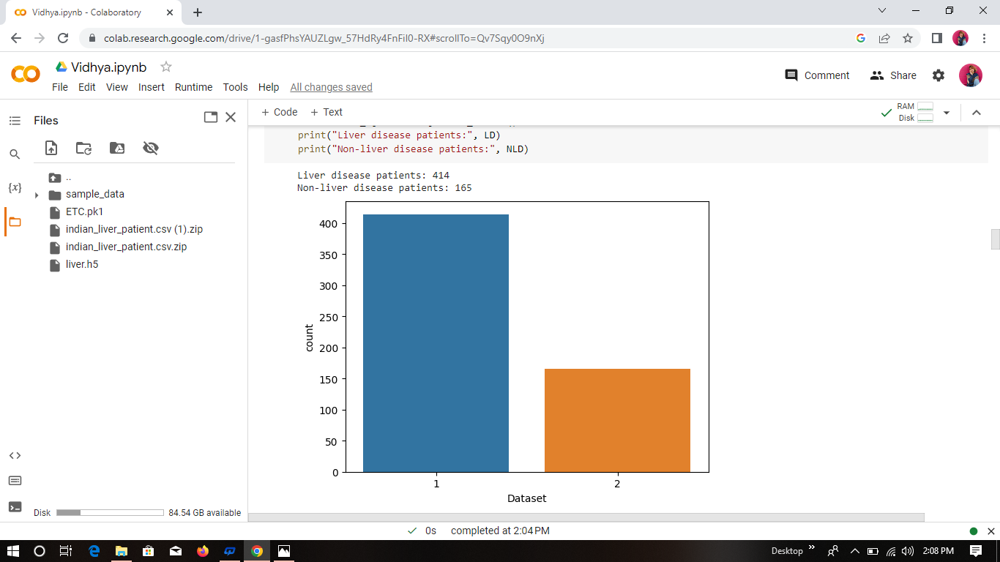 Vidhya.ipynb - Colaboratory
colab.research.google.com/drive/1-gasfPhsYAUZLgw_57HdRy4FnFiI0-RX#scrollTo=Qv7Sqy0O9nXj
Vidhya.ipynb
Comment Share
File Edit View Insert Runtime Tools Help All changes saved
Files
+ Code + Text
RAM
Disk
print("Liver disease patients:", LD)
print("Non-liver disease patients:", NLD)
{x}
..
sample_data
ETC.pk1
indian_liver_patient.csv (1).zip
indian_liver_patient.csv.zip
liver.h5
Liver disease patients: 414
Non-liver disease patients: 165
400
350
300
250
200
150
100
50
0
count
1 2
Dataset
Disk 84.54 GB available
0s completed at 2:04 PM
Desktop 2:08 PM